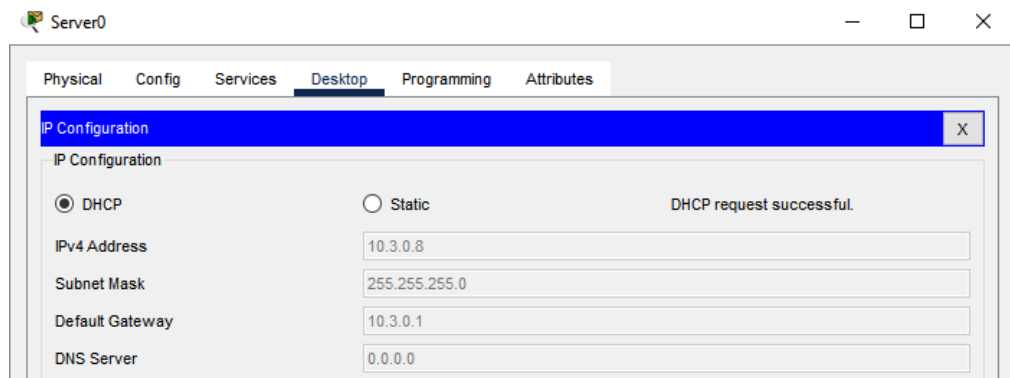 Server0
Physical Config Services Desktop Programming Attributes
IP Configuration X
IP Configuration
DHCP Static DHCP request successful.
IPv4 Address 10.3.0.8
Subnet Mask 255.255.255.0
Default Gateway 10.3.0.1
DNS Server 0.0.0.0